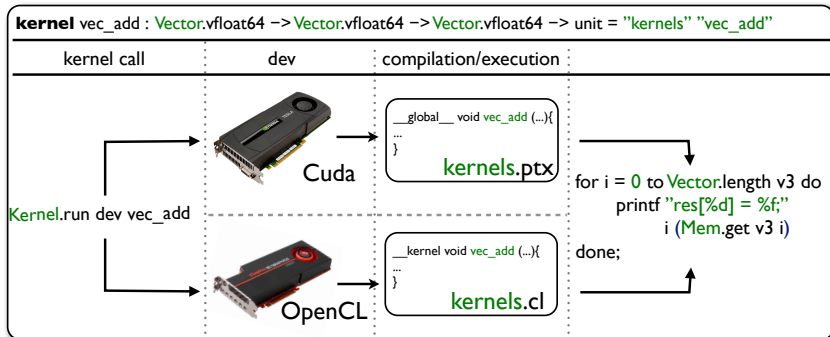 kernel vec_add : Vector.vfloat64 −> Vector.vfloat64 −> Vector.vfloat64 −> unit = ”kernels” ”vec_add”
kernel call
dev
compilation/execution
Kernel.run dev vec_add
Cuda
__global__ void vec_add (...){
...
}
kernels.ptx
OpenCL
__kernel void vec_add (...){
...
}
kernels.cl
for i = 0 to Vector.length v3 do
printf ”res[%d] = %f;”
i (Mem.get v3 i)
done;